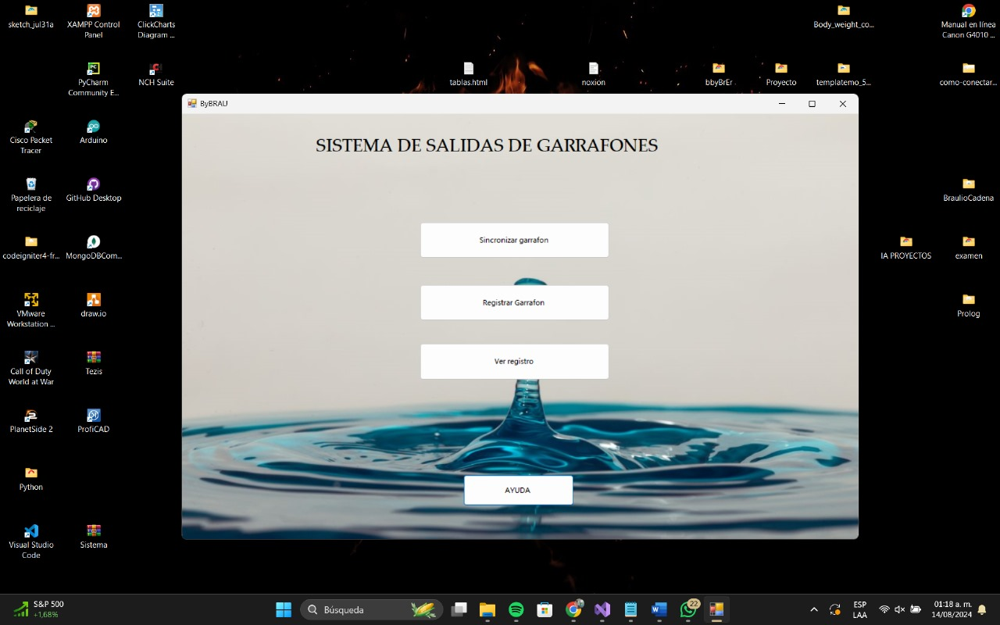 sketch_jul31a
XAMPP Control
Panel
ClickCharts
Diagram ...
Body_weight_co...
Manual en línea
Canon G4010 ...
PyCharm
Community E...
NCH Suite
tablas.html
noxion
bbyBrEr
Proyecto
templatemo_5...
como-conectar...
ByBRAU
SISTEMA DE SALIDAS DE GARRAFONES
Cisco Packet
Tracer
Arduino
Papelera de
reciclaje
GitHub Desktop
BraulioCadena
Sincronizar garrafon
codeigniter4-fr...
MongoDBCom...
IA PROYECTOS
examen
Registrar Garrafon
VMware
Workstation ...
draw.io
Prolog
Ver registro
Call of Duty
World at War
Tezis
PlanetSide 2
ProfiCAD
Python
AYUDA
Visual Studio
Code
Sistema
S&P 500
+1,68%
Búsqueda
22
ESP
LAA
01:18 a. m.
14/08/2024